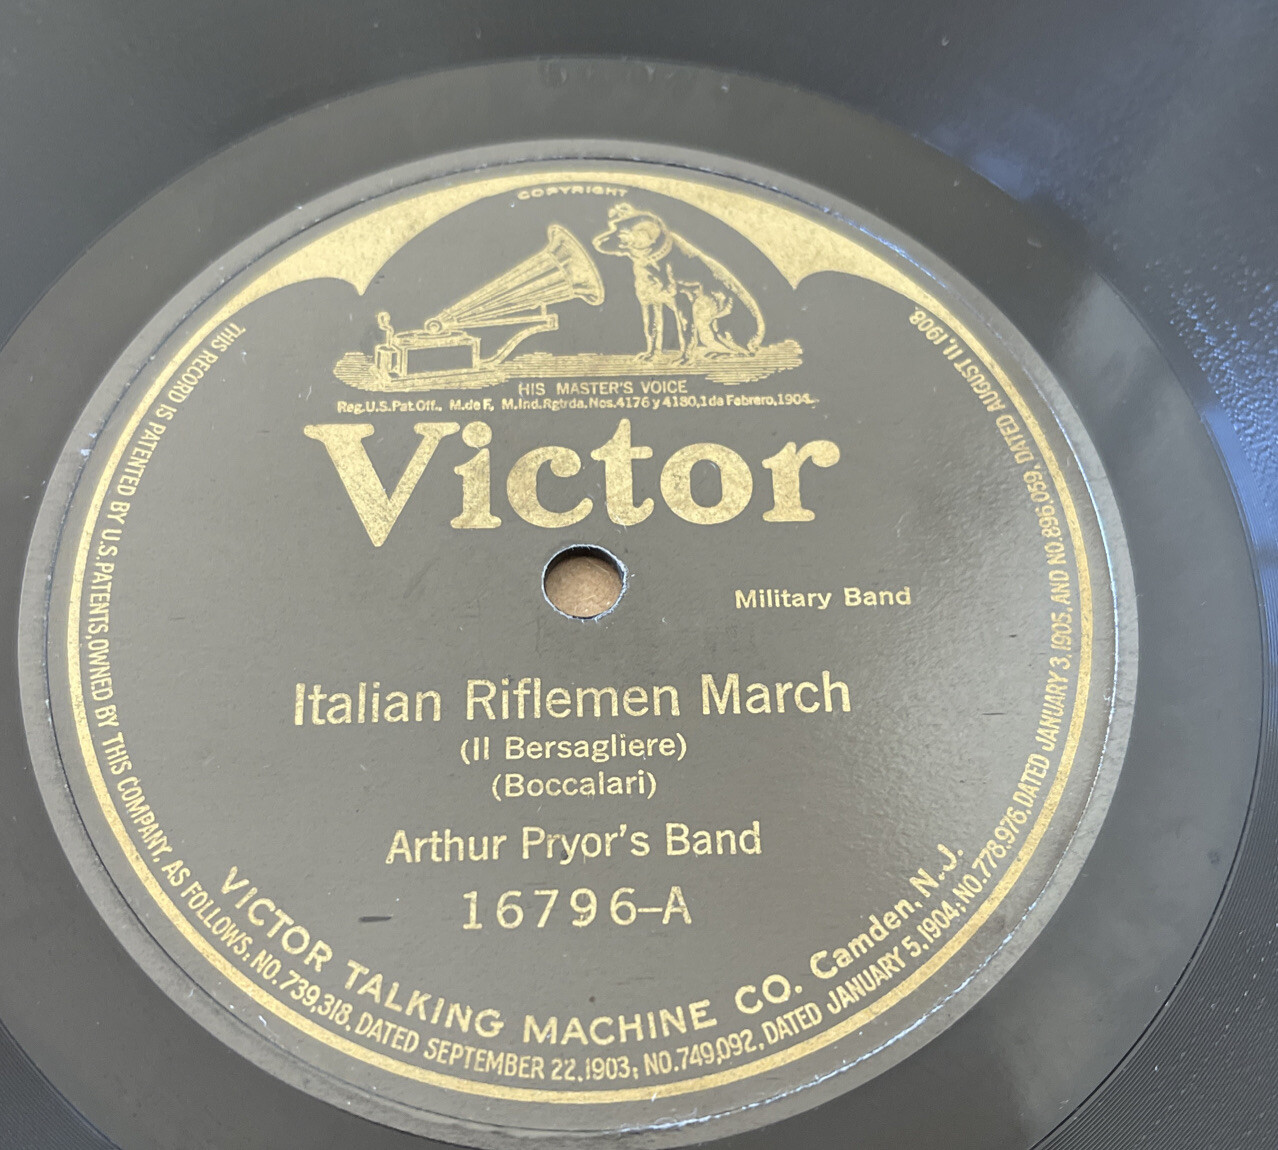 COPYRIGHT
HIS MASTER'S VOICE
Reg.U.S.Pat.Off., M.de F., M.Ind.Rgtrda.Nos.4176 y 4180,1 da Febrero,1904.
Victor
Military Band
Italian Riflemen March
(Il Bersagliere)
(Boccalari)
Arthur Pryor's Band
16796-A
VICTOR TALKING MACHINE CO. Camden, N.J.
THIS RECORD IS PATENTED BY U.S. PATENTS, OWNED BY THIS COMPANY, AS FOLLOWS: NO. 739,318, DATED SEPTEMBER 22, 1903; NO. 749,092, DATED JANUARY 5, 1904; NO. 778,976, DATED JANUARY 3, 1905, AND NO. 896,059, DATED AUGUST 11, 1908